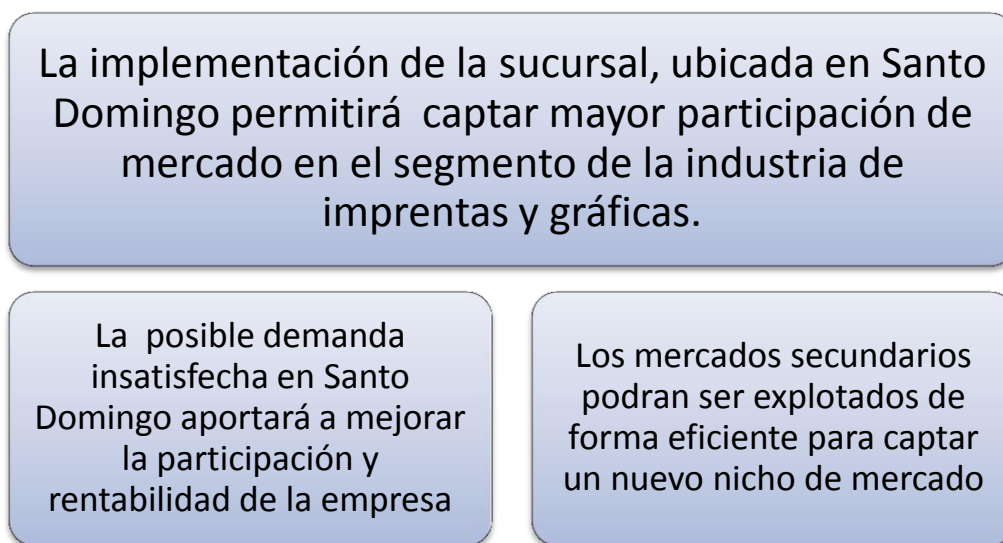 La implementación de la sucursal, ubicada en Santo
Domingo permitirá  captar mayor participación de
mercado en el segmento de la industria de
imprentas y gráficas.
La  posible demanda
insatisfecha en Santo
Domingo aportará a mejorar
la participación y
rentabilidad de la empresa
Los mercados secundarios
podran ser explotados de
forma eficiente para captar
un nuevo nicho de mercado